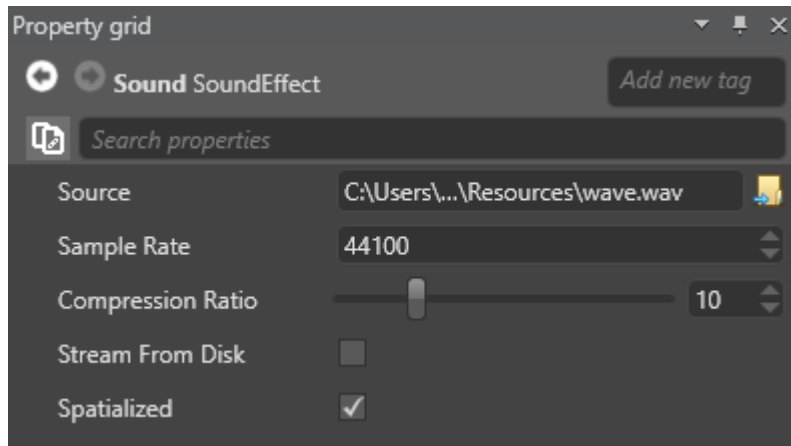 Property grid
Sound SoundEffect Add new tag
Search properties
Source C:\Users\...\Resources\wave.wav
Sample Rate 44100
Compression Ratio 10
Stream From Disk
Spatialized